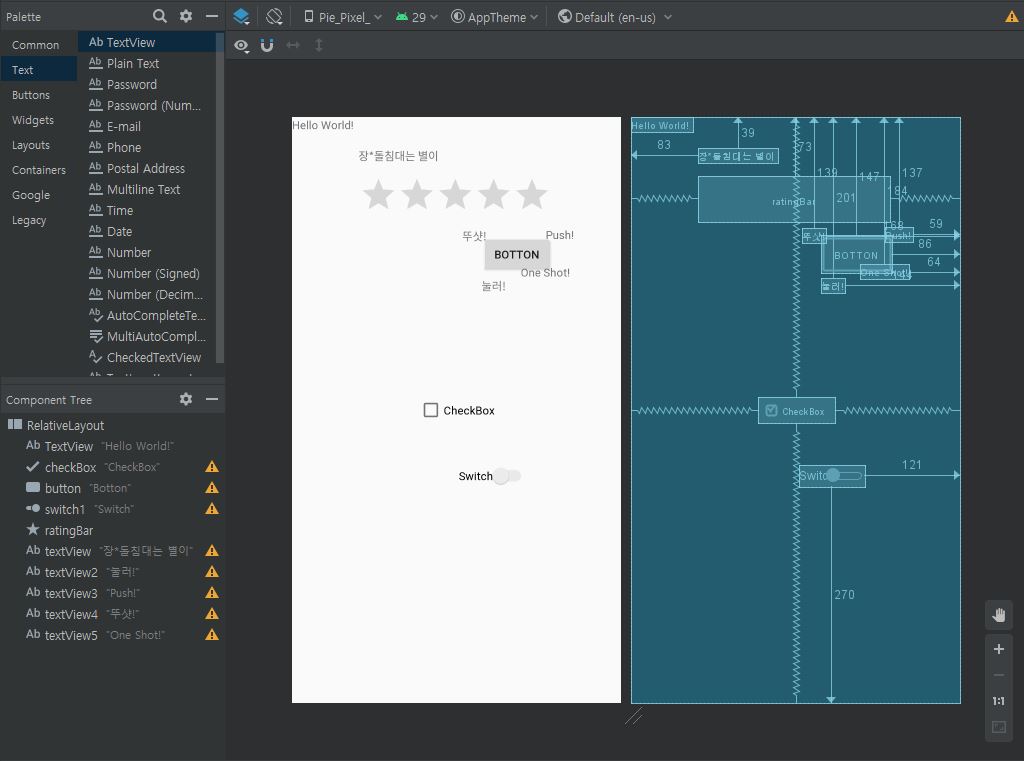 Palette
Pie_Pixel_
29
AppTheme
Default (en-us)
Common
Text
Buttons
Widgets
Layouts
Containers
Google
Legacy
Ab TextView
Ab Plain Text
Ab Password
Ab Password (Num...
Ab E-mail
Ab Phone
Ab Postal Address
Ab Multiline Text
Ab Time
Ab Date
Ab Number
Ab Number (Signed)
Ab Number (Decim...
AutoCompleteTe...
MultiAutoCompl...
CheckedTextView
Component Tree
RelativeLayout
Ab TextView "Hello World!"
checkBox "CheckBox"
button "Botton"
switch1 "Switch"
ratingBar
Ab textView "장*돌침대는 별이"
Ab textView2 "눌러!"
Ab textView3 "Push!"
Ab textView4 "뚜샷!"
Ab textView5 "One Shot!"
Hello World!
장*돌침대는 별이
뚜샷!
Push!
BOTTON
One Shot!
눌러!
CheckBox
Switch
Hello World!
39
83
73
장*돌침대는 별이
139
147
137
184
201
ratingBar
168
59
뚜샷!
Push!
86
BOTTON
64
One Shot!
눌러!
CheckBox
121
Switc
270
1:1